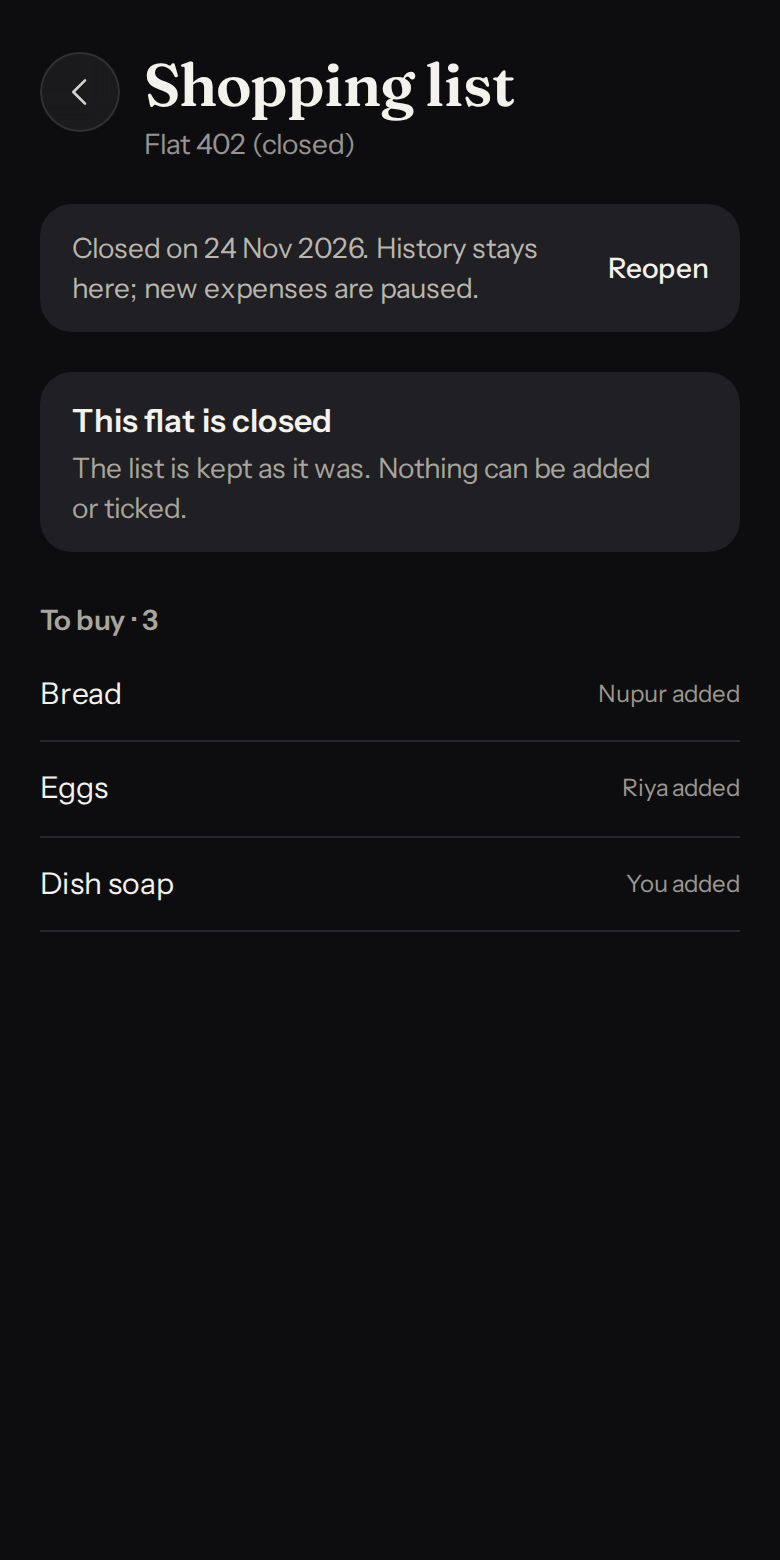 Shopping list
Flat 402 (closed)
Closed on 24 Nov 2026. History stays
here; new expenses are paused.
Reopen
This flat is closed
The list is kept as it was. Nothing can be added
or ticked.
To buy · 3
Bread
Nupur added
Eggs
Riya added
Dish soap
You added